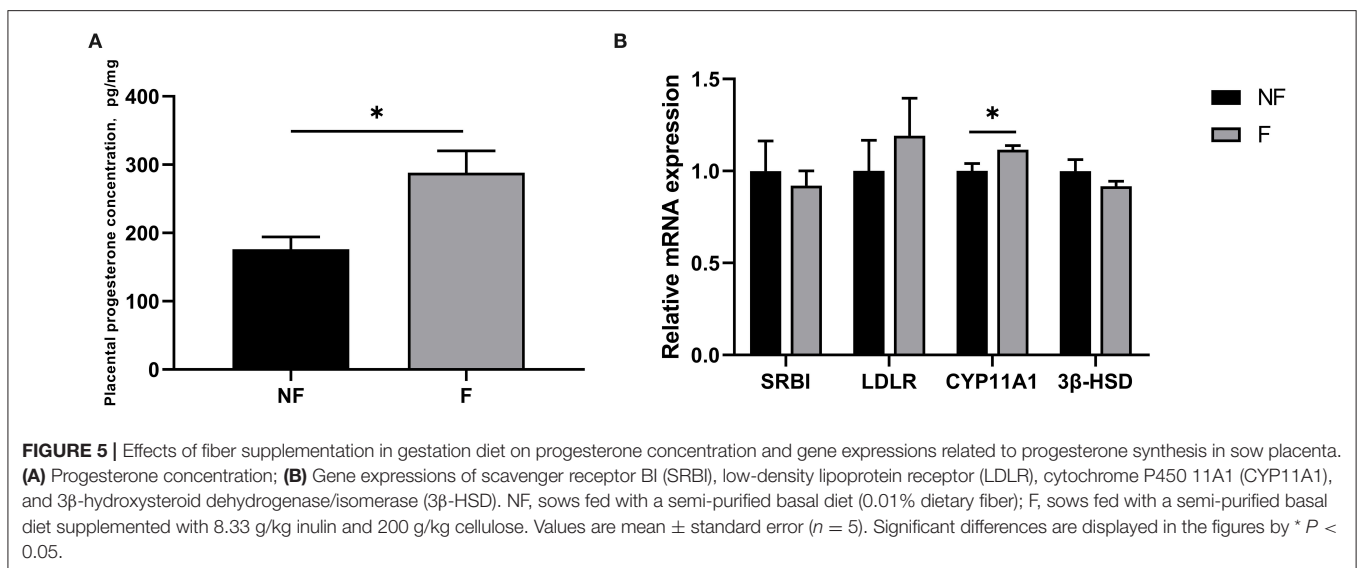 A
B
Placental progesterone concentration, pg/mg
400
300
200
100
0
*
NF
F
Relative mRNA expression
1.5
1.0
0.5
0.0
*
SRBI
LDLR
CYP11A1
3β-HSD
NF
F
FIGURE 5 | Effects of fiber supplementation in gestation diet on progesterone concentration and gene expressions related to progesterone synthesis in sow placenta.
(A) Progesterone concentration; (B) Gene expressions of scavenger receptor BI (SRBI), low-density lipoprotein receptor (LDLR), cytochrome P450 11A1 (CYP11A1),
and 3β-hydroxysteroid dehydrogenase/isomerase (3β-HSD). NF, sows fed with a semi-purified basal diet (0.01% dietary fiber); F, sows fed with a semi-purified basal
diet supplemented with 8.33 g/kg inulin and 200 g/kg cellulose. Values are mean ± standard error (n = 5). Significant differences are displayed in the figures by * P <
0.05.